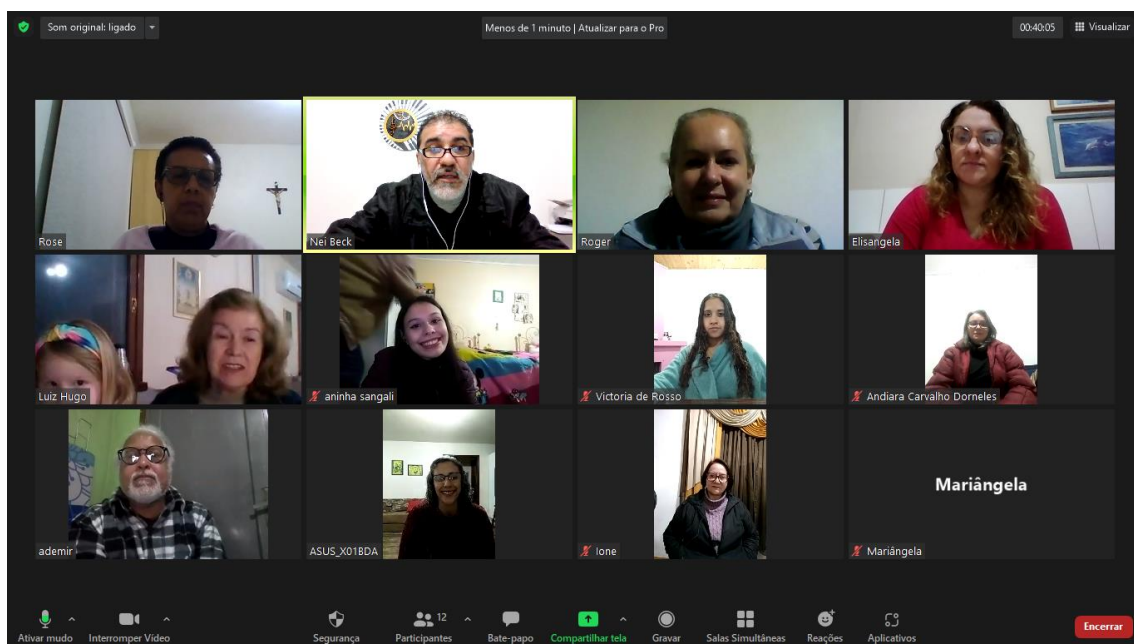 Som original: ligado
Menos de 1 minuto | Atualizar para o Pro
00:40:05
Visualizar
Rose
Nei Beck
Roger
Elisangela
Luiz Hugo
aninha sangali
Victoria de Rosso
Andiara Carvalho Dorneles
ademir
ASUS_X01BDA
Ione
Mariângela
Mariângela
Ativar mudo
Interromper Vídeo
Segurança
12
Participantes
Bate-papo
Compartilhar tela
Gravar
Salas Simultâneas
Reações
Aplicativos
Encerrar